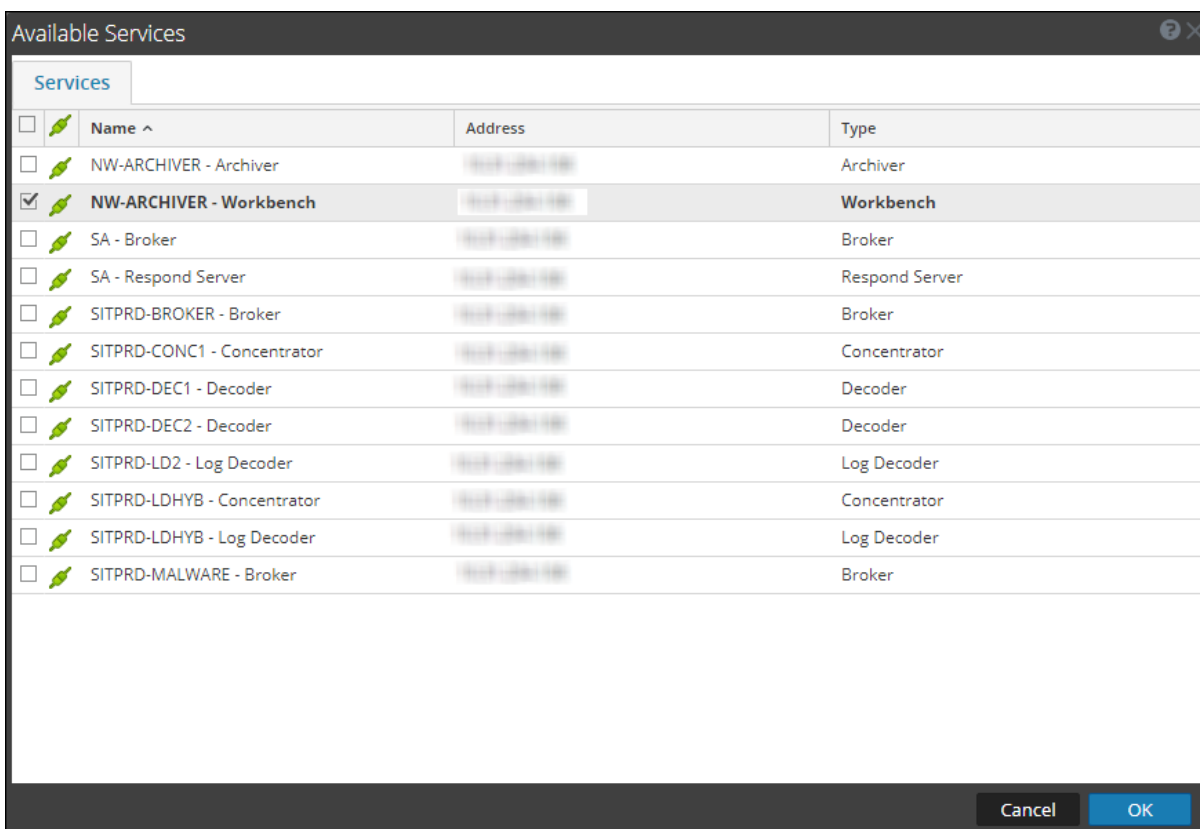 Available Services
Services
Name Address Type
NW-ARCHIVER - Archiver Archiver
NW-ARCHIVER - Workbench Workbench
SA - Broker Broker
SA - Respond Server Respond Server
SITPRD-BROKER - Broker Broker
SITPRD-CONC1 - Concentrator Concentrator
SITPRD-DEC1 - Decoder Decoder
SITPRD-DEC2 - Decoder Decoder
SITPRD-LD2 - Log Decoder Log Decoder
SITPRD-LDHYB - Concentrator Concentrator
SITPRD-LDHYB - Log Decoder Log Decoder
SITPRD-MALWARE - Broker Broker
Cancel OK